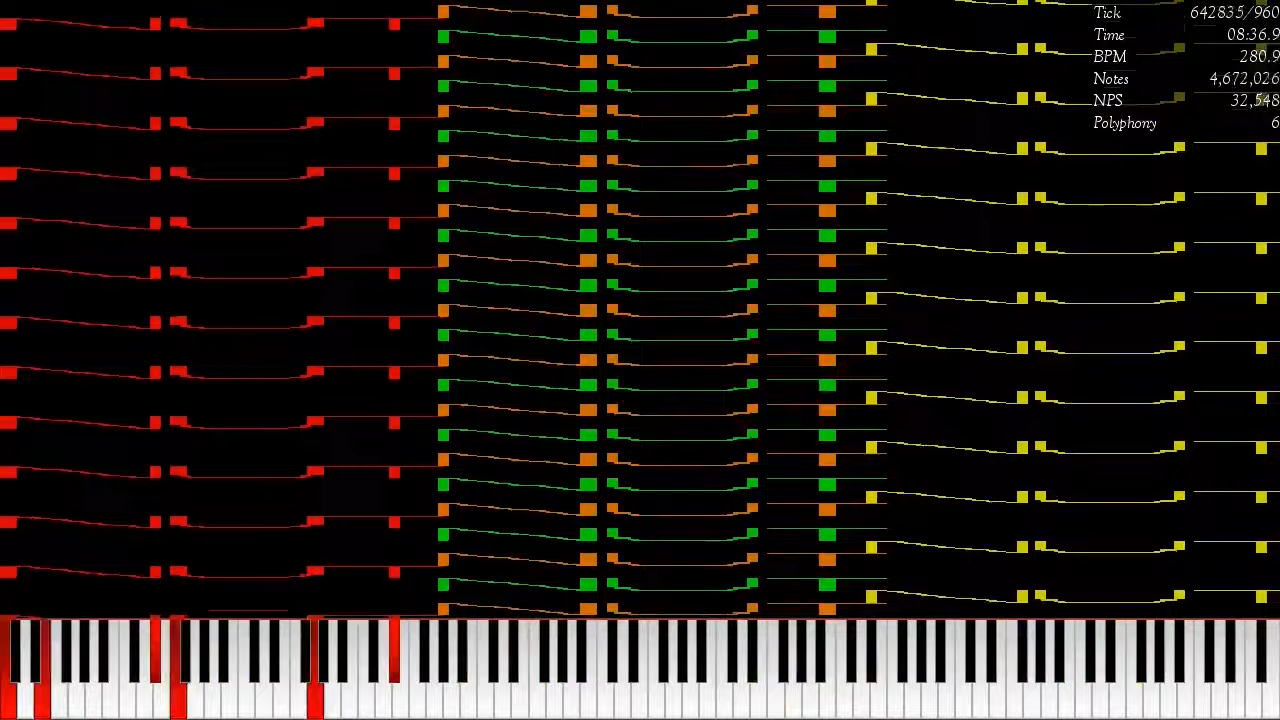 Tick 642835/960
Time 08:36.9
BPM 280.9
Notes 4,672,026
NPS 32,548
Polyphony 6